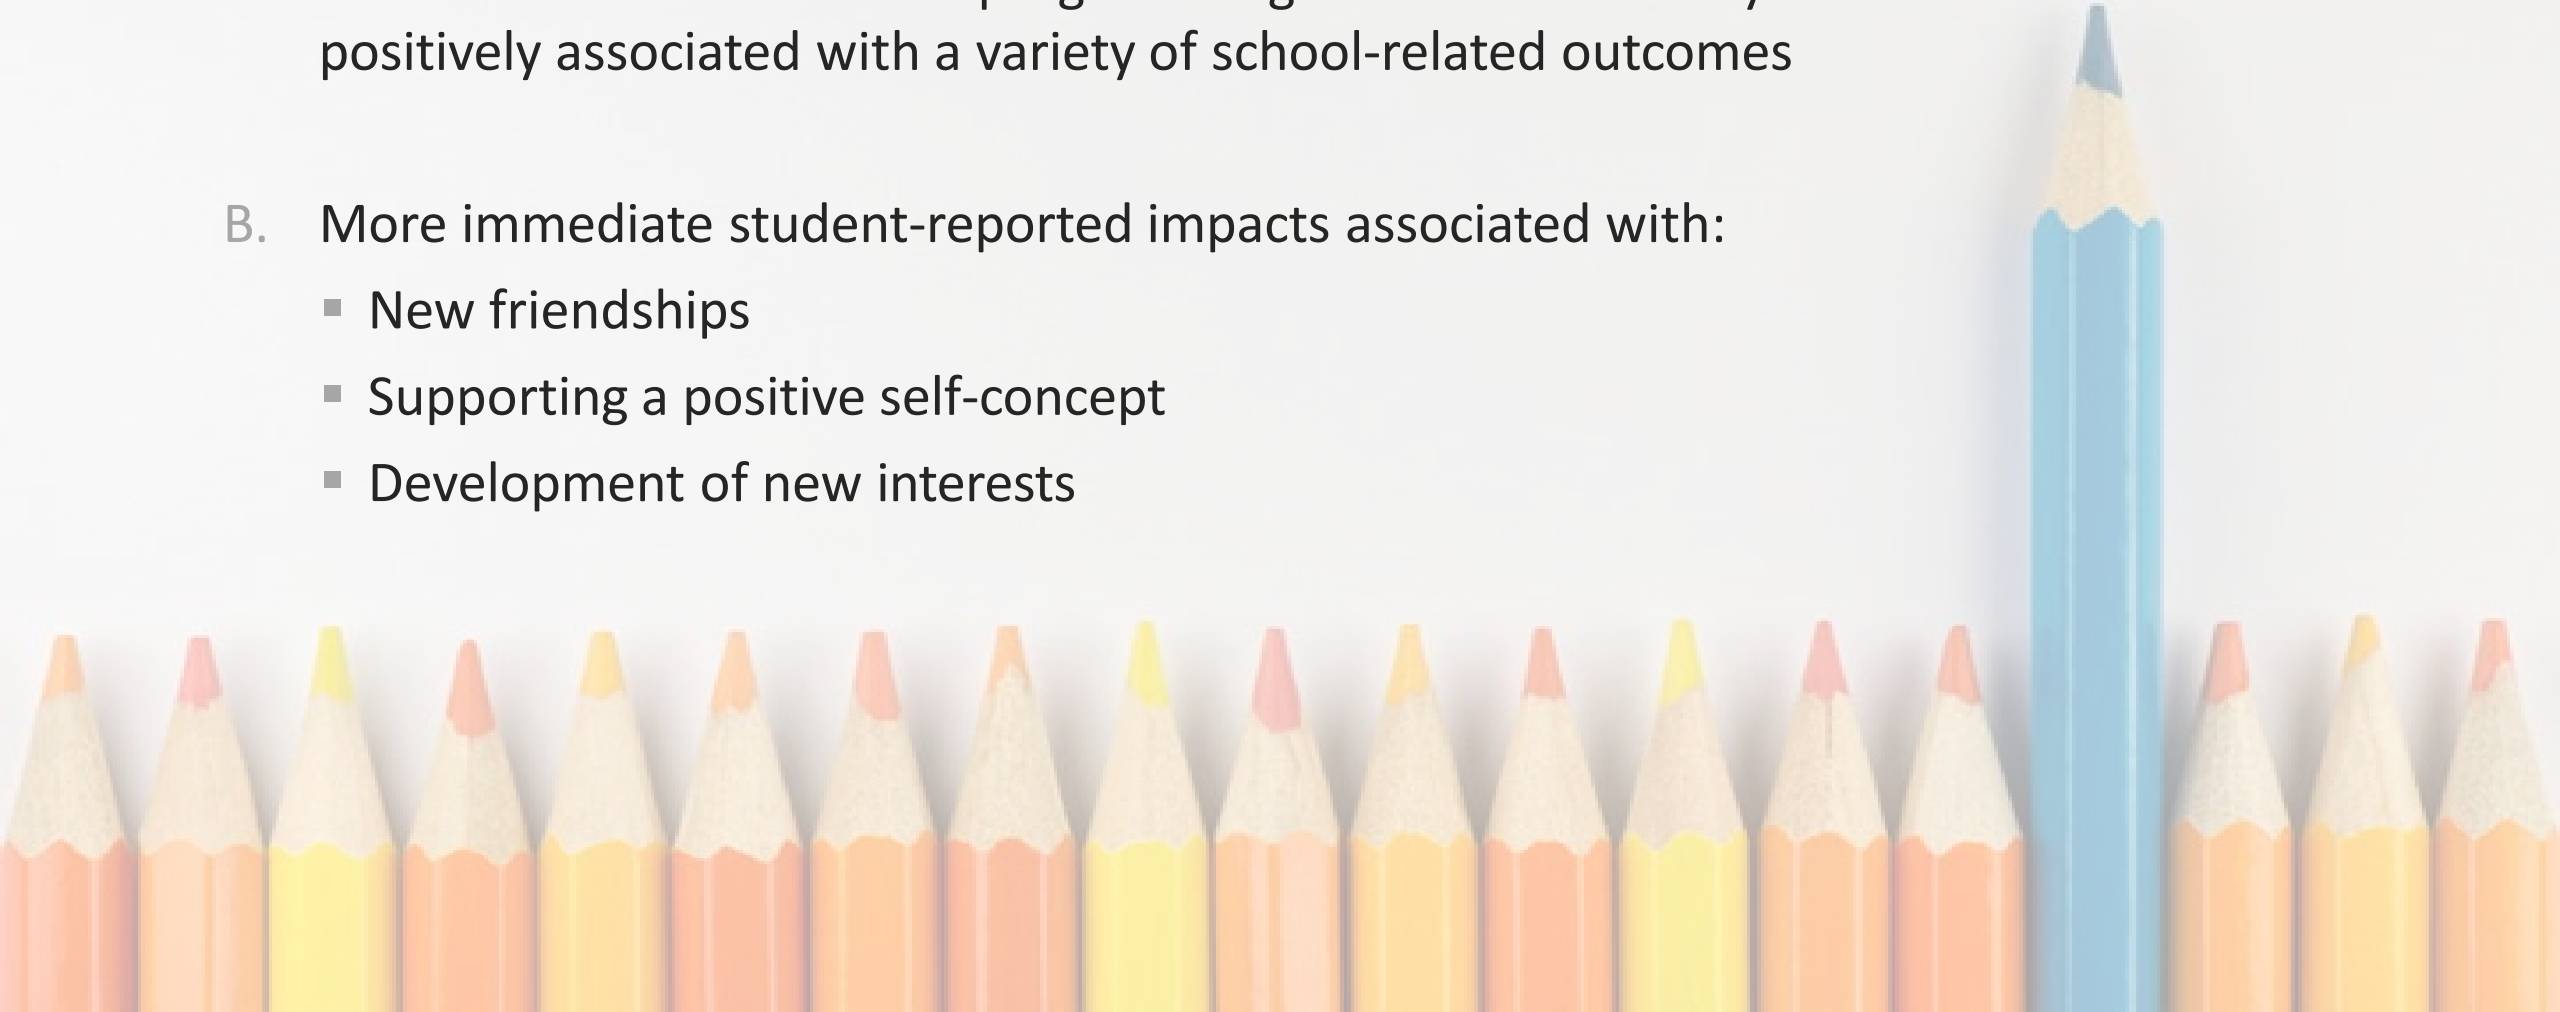 positively associated with a variety of school-related outcomes
B. More immediate student-reported impacts associated with:
▪ New friendships
▪ Supporting a positive self-concept
▪ Development of new interests